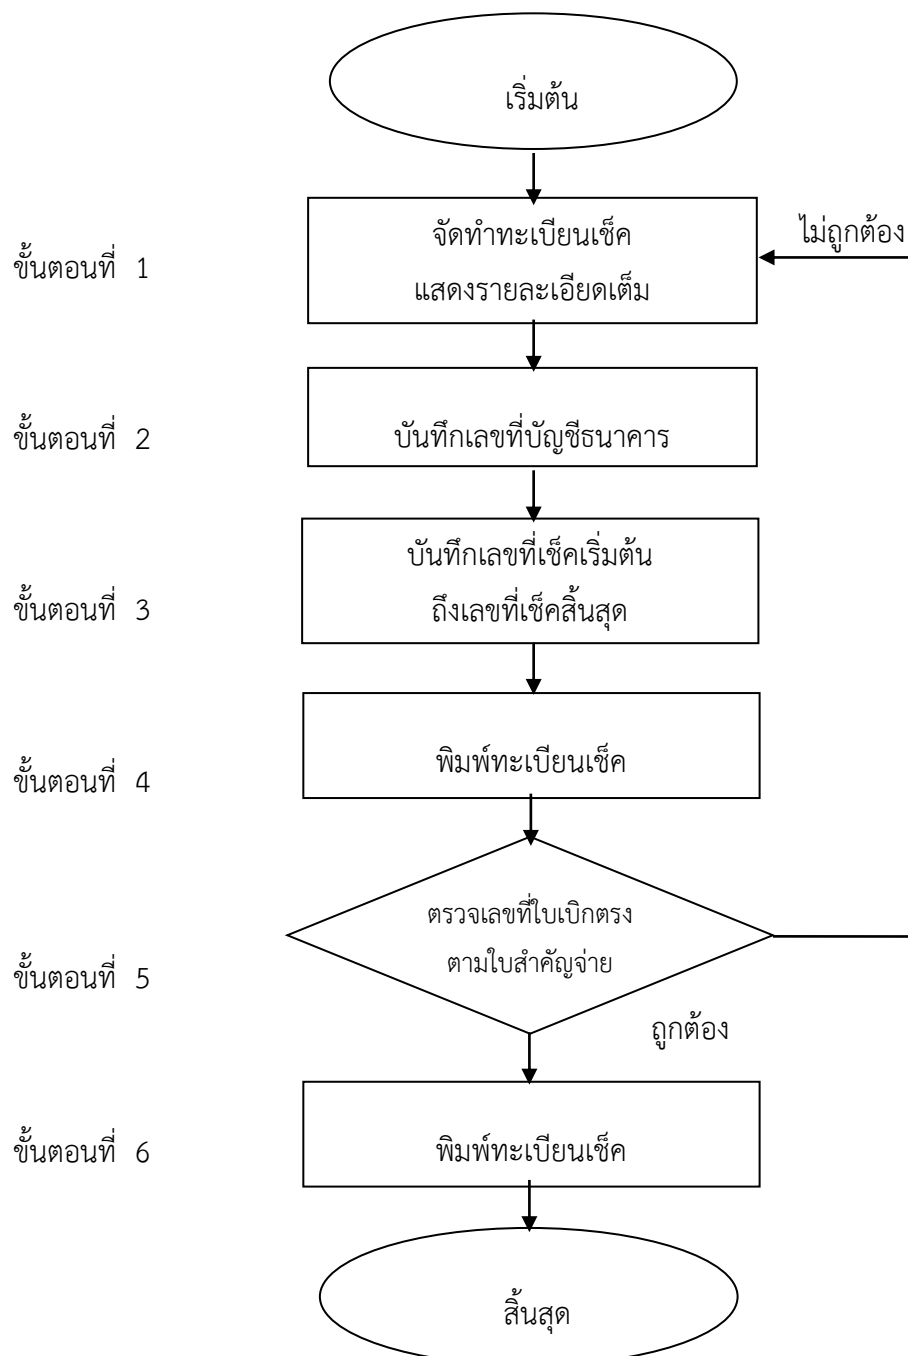 เริ่มต้น
ไม่ถูกต้อง
ขั้นตอนที่ 1
จัดทำทะเบียนเช็ค
แสดงรายละเอียดเต็ม
ขั้นตอนที่ 2
บันทึกเลขที่บัญชีธนาคาร
ขั้นตอนที่ 3
บันทึกเลขที่เช็คเริ่มต้น
ถึงเลขที่เช็คสิ้นสุด
ขั้นตอนที่ 4
พิมพ์ทะเบียนเช็ค
ขั้นตอนที่ 5
ตรวจเลขที่ใบเบิกตรง
ตามใบสำคัญจ่าย
ถูกต้อง
ขั้นตอนที่ 6
พิมพ์ทะเบียนเช็ค
สิ้นสุด